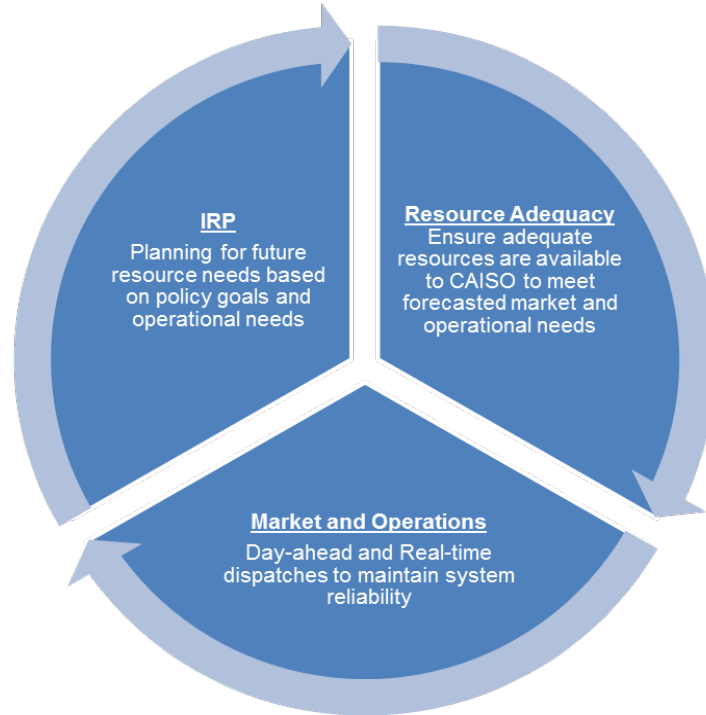 IRP
Planning for future
resource needs based
on policy goals and
operational needs
Resource Adequacy
Ensure adequate
resources are available
to CAISO to meet
forecasted market and
operational needs
Market and Operations
Day-ahead and Real-time
dispatches to maintain system
reliability